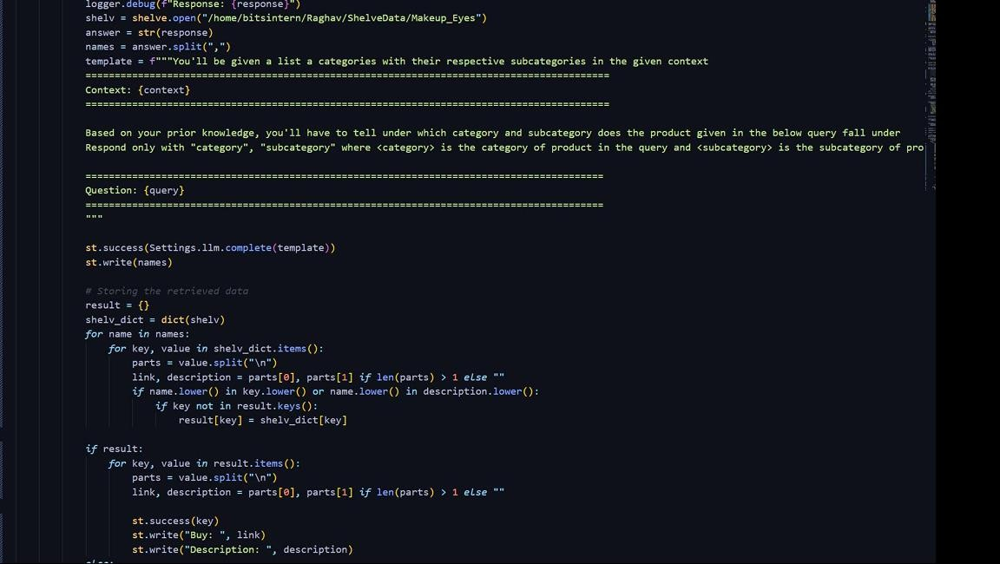 logger.debug(f"Response: {response}")
shelv = shelve.open("/home/bitsintern/Raghav/ShelveData/Makeup_Eyes")
answer = str(response)
names = answer.split(",")
template = f"""You'll be given a list a categories with their respective subcategories in the given context
==========================================================================================
Context: {context}
==========================================================================================
Based on your prior knowledge, you'll have to tell under which category and subcategory does the product given in the below query fall under
Respond only with "category", "subcategory" where <category> is the category of product in the query and <subcategory> is the subcategory of pro
=========================================================================================
Question: {query}
=========================================================================================
"""
st.success(Settings.llm.complete(template))
st.write(names)
# Storing the retrieved data
result = {}
shelv_dict = dict(shelv)
for name in names:
for key, value in shelv_dict.items():
parts = value.split("\n")
link, description = parts[0], parts[1] if len(parts) > 1 else ""
if name.lower() in key.lower() or name.lower() in description.lower():
if key not in result.keys():
result[key] = shelv_dict[key]
if result:
for key, value in result.items():
parts = value.split("\n")
link, description = parts[0], parts[1] if len(parts) > 1 else ""
st.success(key)
st.write("Buy: ", link)
st.write("Description: ", description)
else: